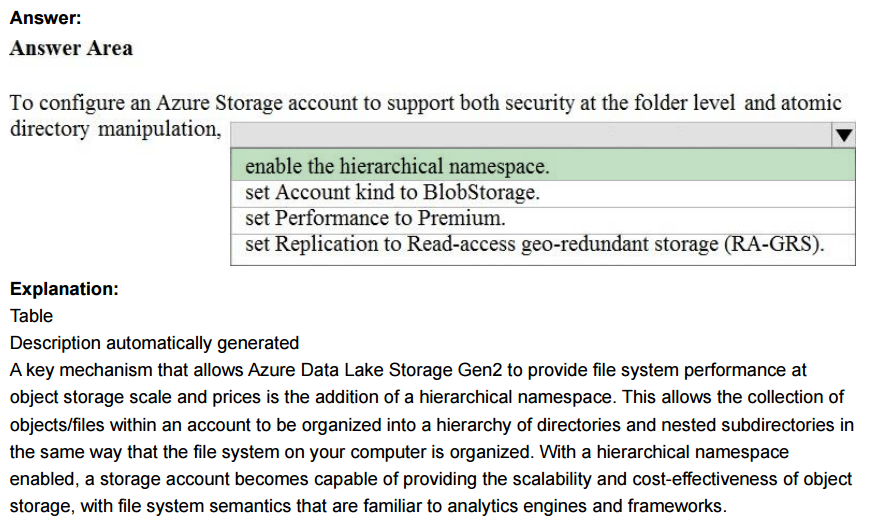 Answer:
Answer Area
To configure an Azure Storage account to support both security at the folder level and atomic
directory manipulation,
enable the hierarchical namespace.
set Account kind to BlobStorage.
set Performance to Premium.
set Replication to Read-access geo-redundant storage (RA-GRS).
Explanation:
Table
Description automatically generated
A key mechanism that allows Azure Data Lake Storage Gen2 to provide file system performance at
object storage scale and prices is the addition of a hierarchical namespace. This allows the collection of
objects/files within an account to be organized into a hierarchy of directories and nested subdirectories in
the same way that the file system on your computer is organized. With a hierarchical namespace
enabled, a storage account becomes capable of providing the scalability and cost-effectiveness of object
storage, with file system semantics that are familiar to analytics engines and frameworks.